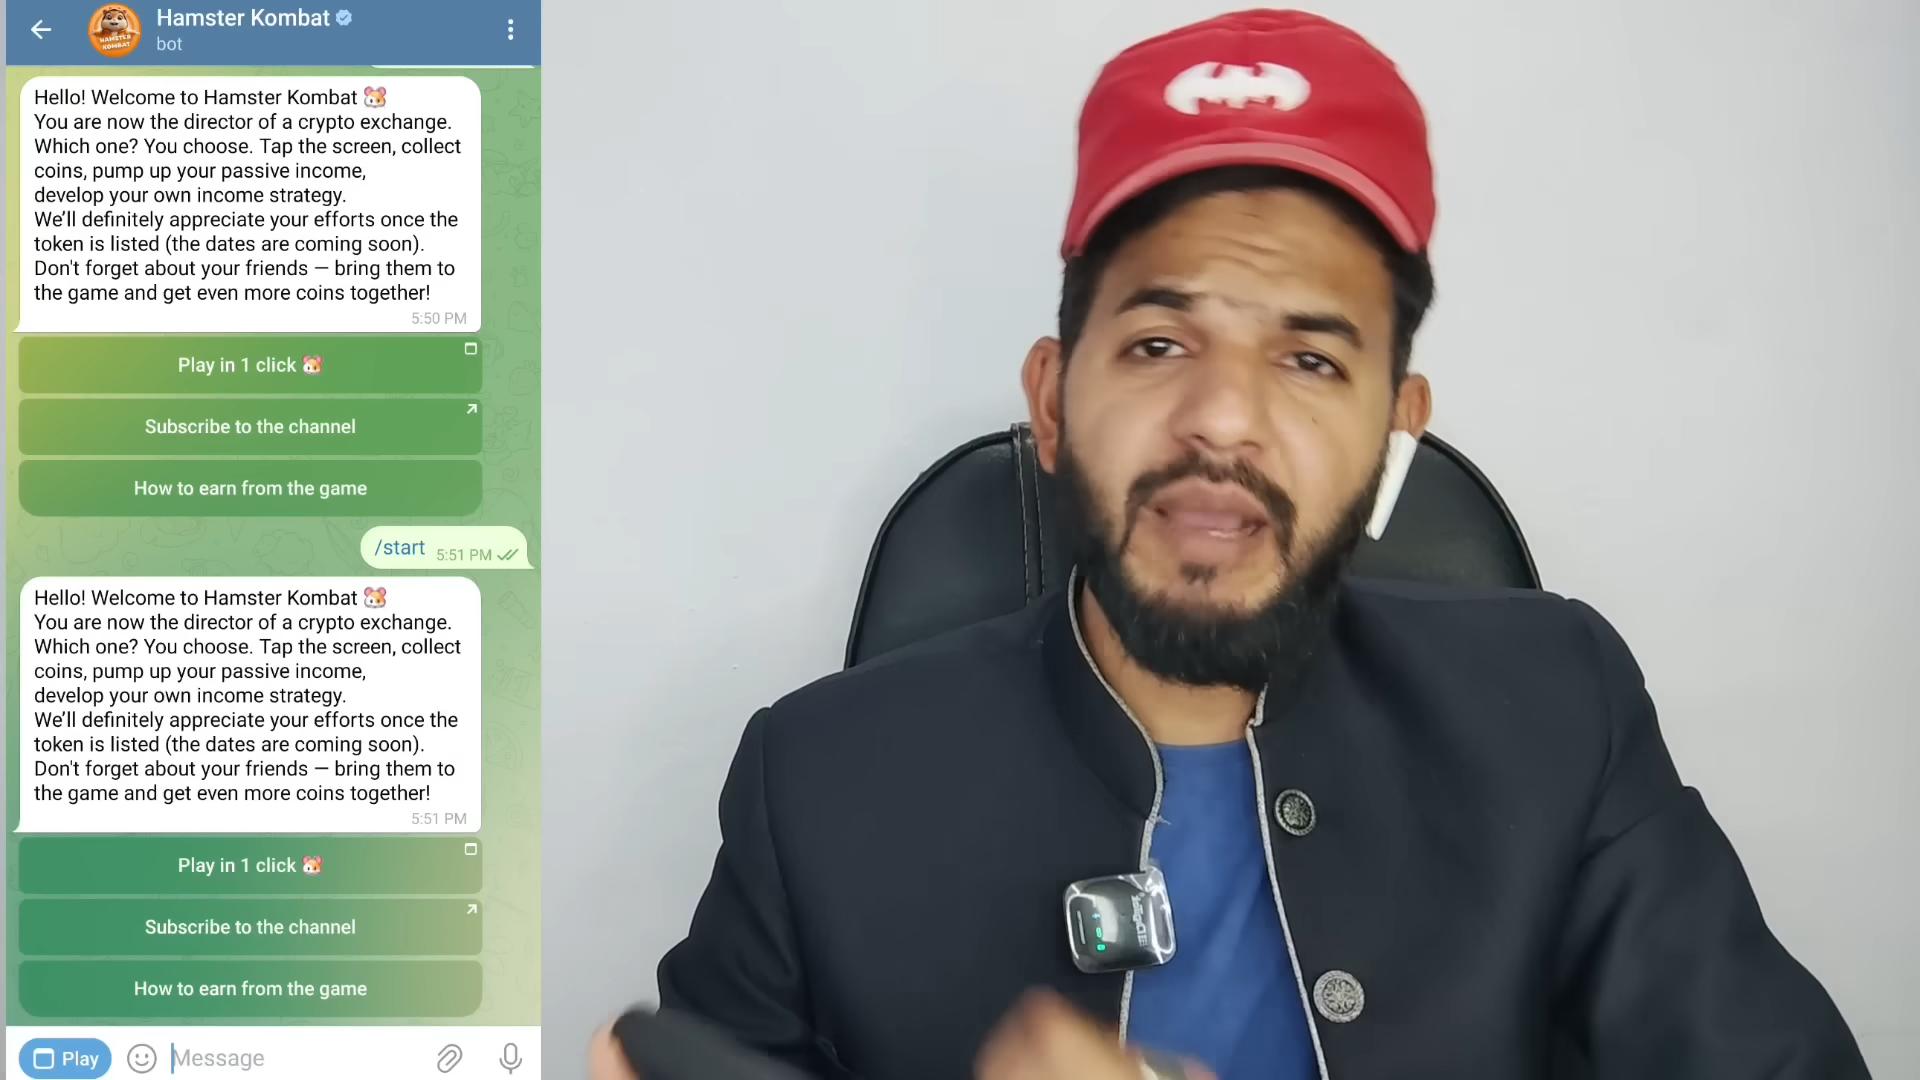 Hamster Kombat
bot
HAMSTER
KOMBAT
Hello! Welcome to Hamster Kombat 🐹
You are now the director of a crypto exchange.
Which one? You choose. Tap the screen, collect
coins, pump up your passive income,
develop your own income strategy.
We’ll definitely appreciate your efforts once the
token is listed (the dates are coming soon).
Don't forget about your friends — bring them to
the game and get even more coins together!
5:50 PM
Play in 1 click 🐹
Subscribe to the channel
How to earn from the game
/start 5:51 PM
Hello! Welcome to Hamster Kombat 🐹
You are now the director of a crypto exchange.
Which one? You choose. Tap the screen, collect
coins, pump up your passive income,
develop your own income strategy.
We’ll definitely appreciate your efforts once the
token is listed (the dates are coming soon).
Don't forget about your friends — bring them to
the game and get even more coins together!
5:51 PM
Play in 1 click 🐹
Subscribe to the channel
How to earn from the game
Play
Message